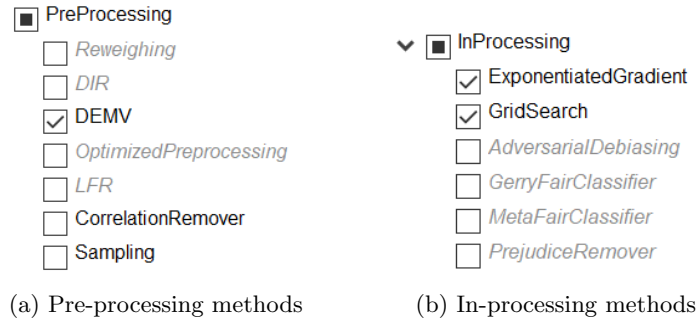 PreProcessing
Reweighing
DIR
DEMV
OptimizedPreprocessing
LFR
CorrelationRemover
Sampling
(a) Pre-processing methods
InProcessing
ExponentiatedGradient
GridSearch
AdversarialDebiasing
GerryFairClassifier
MetaFairClassifier
PrejudiceRemover
(b) In-processing methods